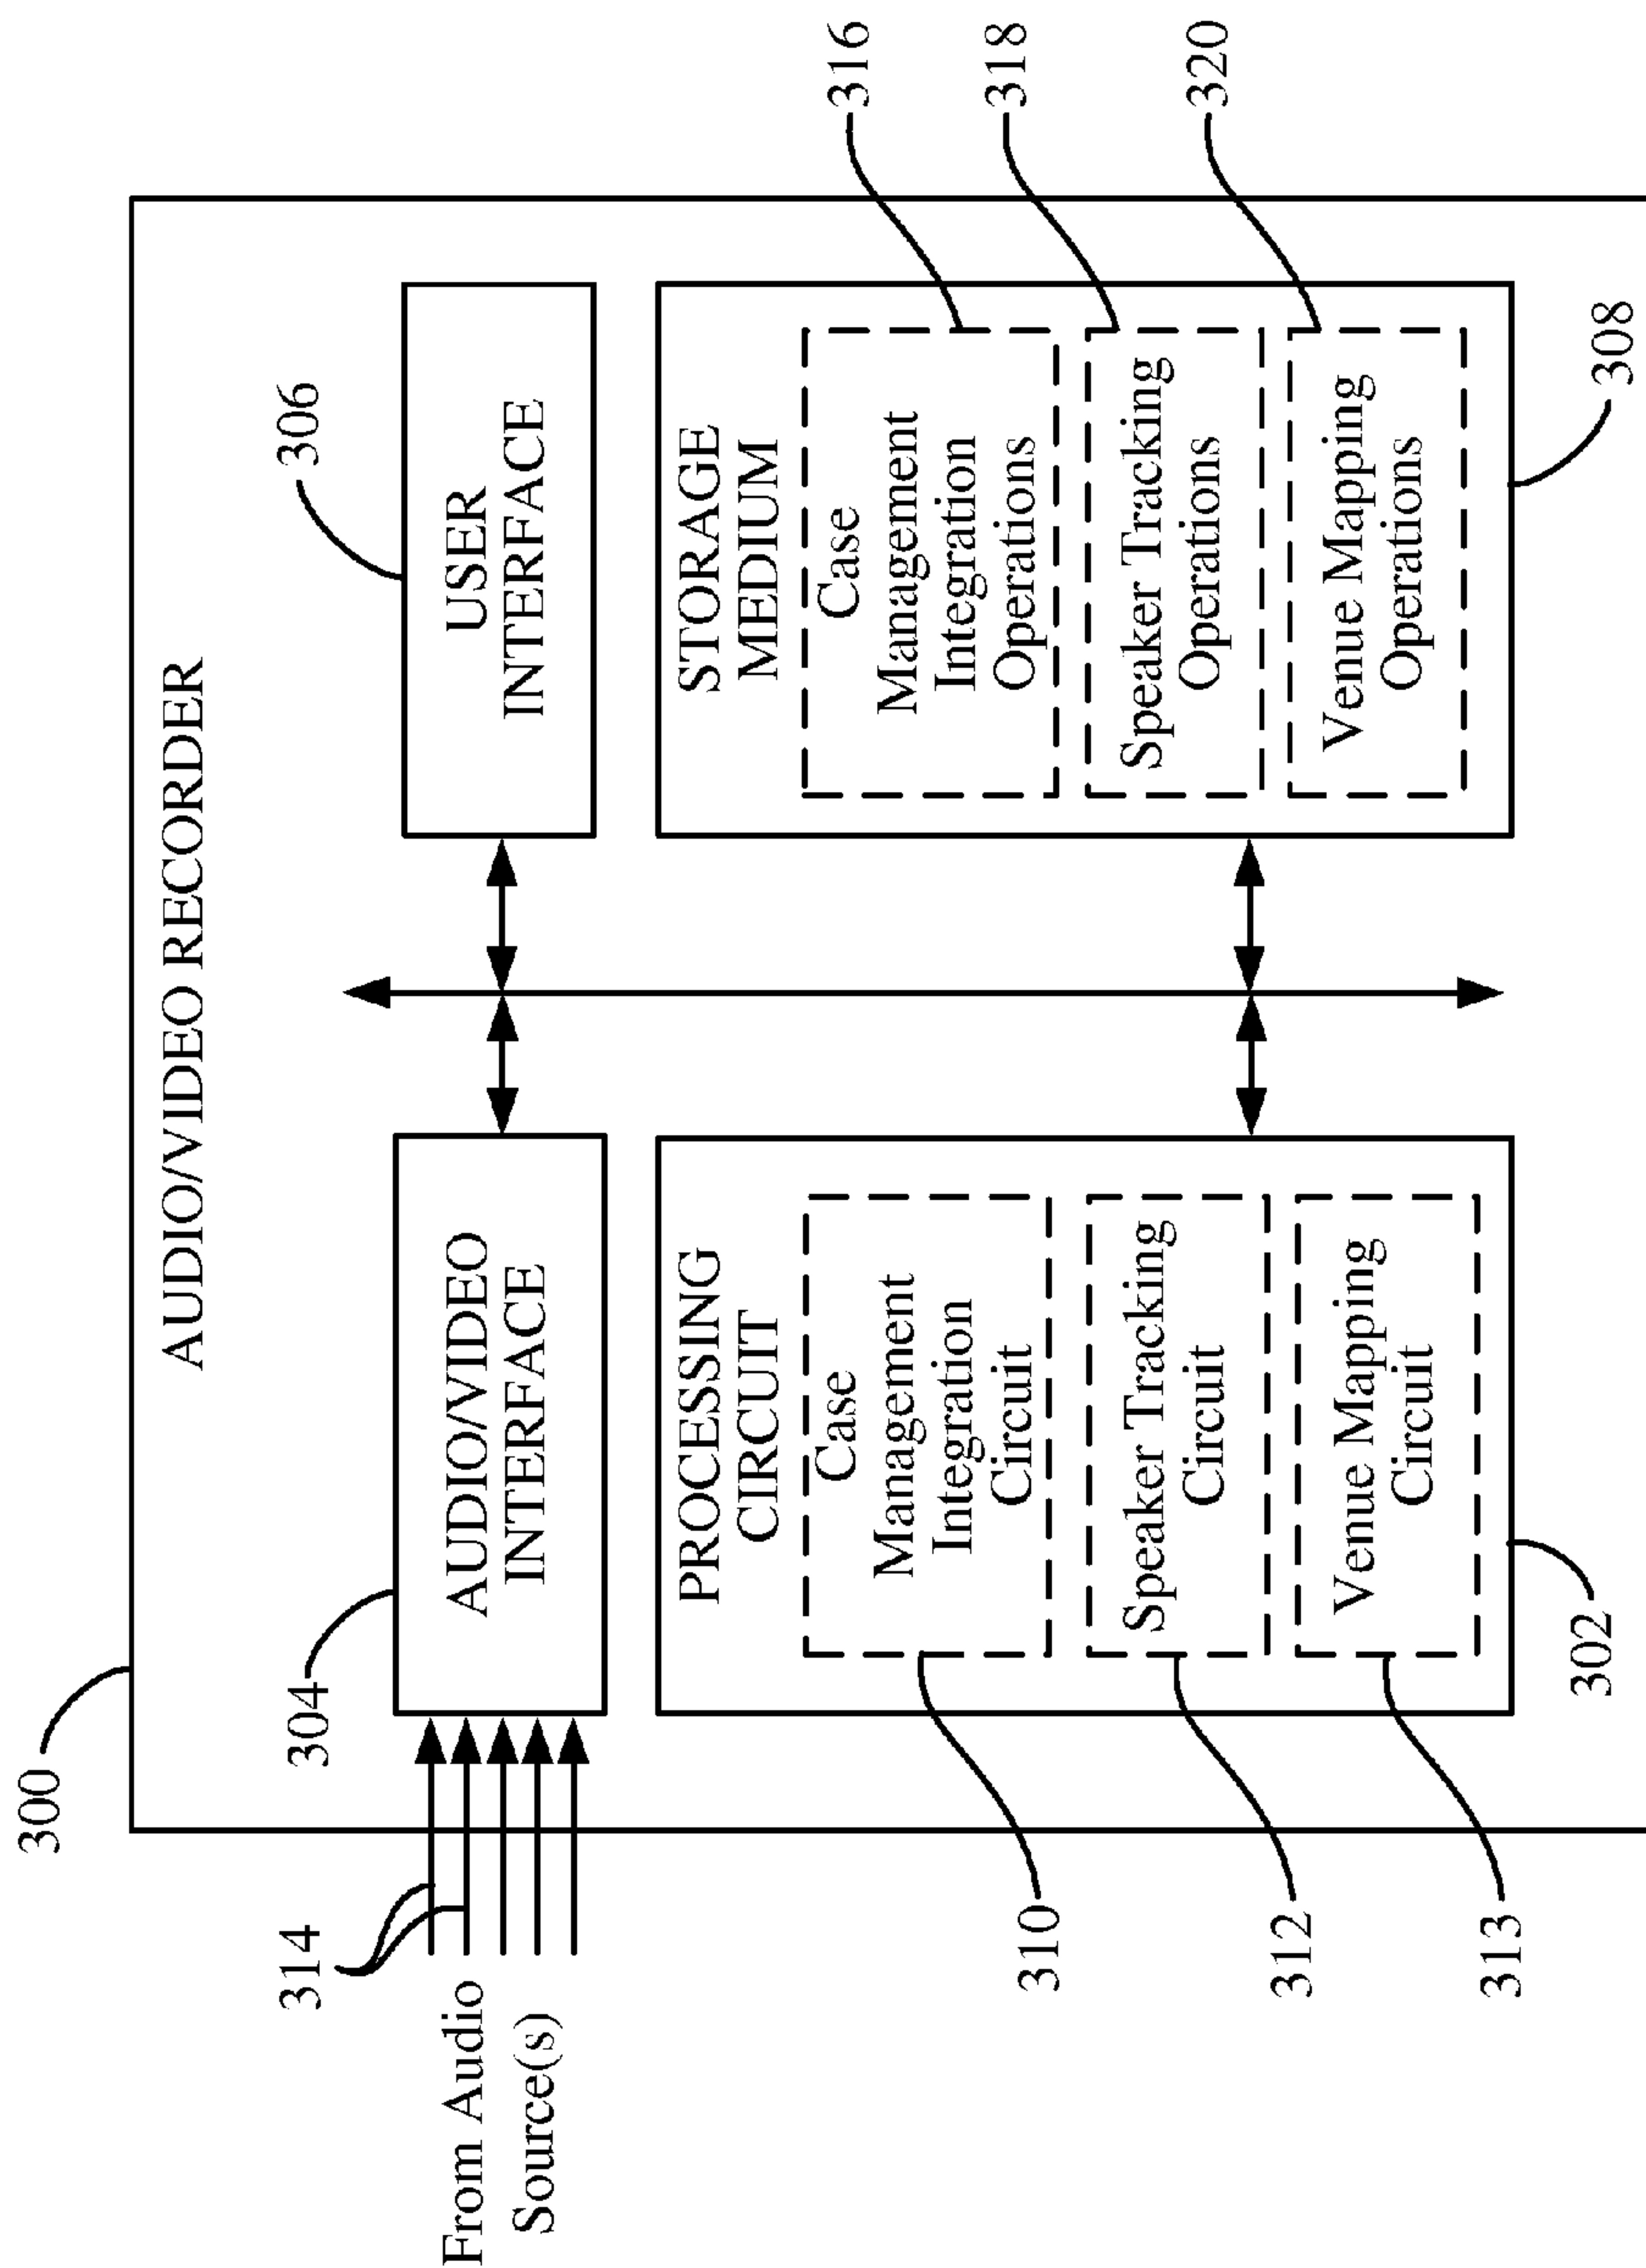 300
AUDIO/VIDEO RECORDER
314
304
306
From Audio
Source(s)
AUDIO/VIDEO
INTERFACE
USER
INTERFACE
PROCESSING
CIRCUIT
Case
Management
Integration
Circuit
Speaker Tracking
Circuit
Venue Mapping
Circuit
STORAGE
MEDIUM
Case
Management
Integration
Operations
Speaker Tracking
Operations
Venue Mapping
Operations
316
318
320
310
312
313
302
308